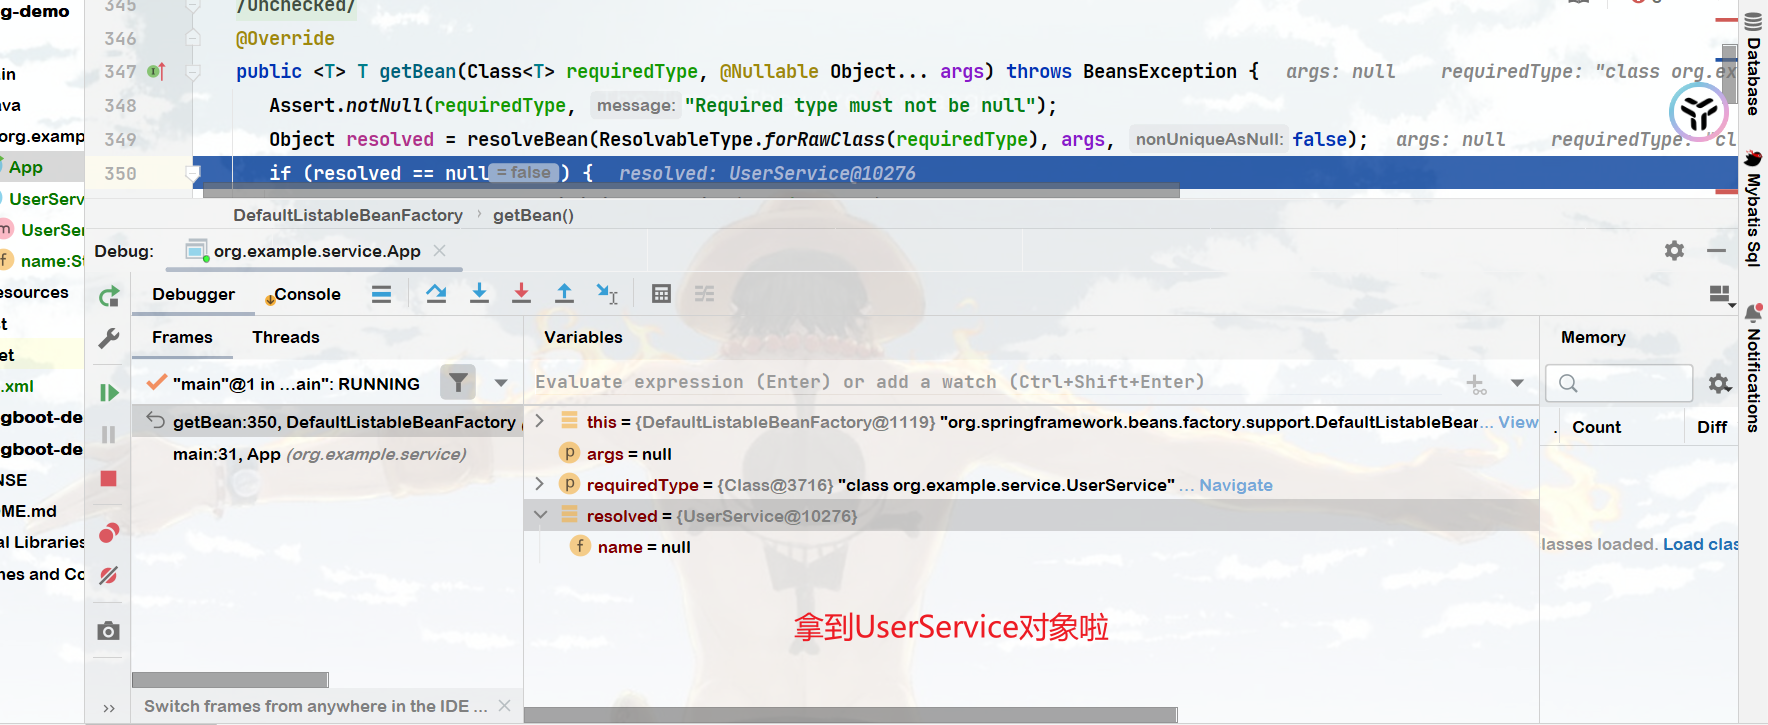 g-demo
in
ava
org.examp
App
UserServ
UserSer
name:St
esources
st
et
.xml
gboot-de
gboot-de
NSE
OME.md
al Libraries
hes and Co
345
/unchecked/
346
@Override
347
public <T> T getBean(Class<T> requiredType, @Nullable Object... args) throws BeansException {
args: null
requiredType: "class org.ex
348
Assert.notNull(requiredType, message: "Required type must not be null");
349
Object resolved = resolveBean(ResolvableType.forRawClass(requiredType), args, nonUniqueAsNull: false);
args: null
requiredType: "cl
350
if (resolved == null = false ) {
resolved: UserService@10276
DefaultListableBeanFactory › getBean()
Debug:
org.example.service.App
Debugger
Console
Frames
Threads
Variables
Memory
"main"@1 in ...ain": RUNNING
Evaluate expression (Enter) or add a watch (Ctrl+Shift+Enter)
getBean:350, DefaultListableBeanFactory
main:31, App (org.example.service)
this = {DefaultListableBeanFactory@1119} "org.springframework.beans.factory.support.DefaultListableBear... View
args = null
requiredType = {Class@3716} "class org.example.service.UserService" ... Navigate
resolved = {UserService@10276}
name = null
拿到UserService对象啦
Count
Diff
lasses loaded. Load clas
Switch frames from anywhere in the IDE ...
Database
Mybatis Sql
Notifications